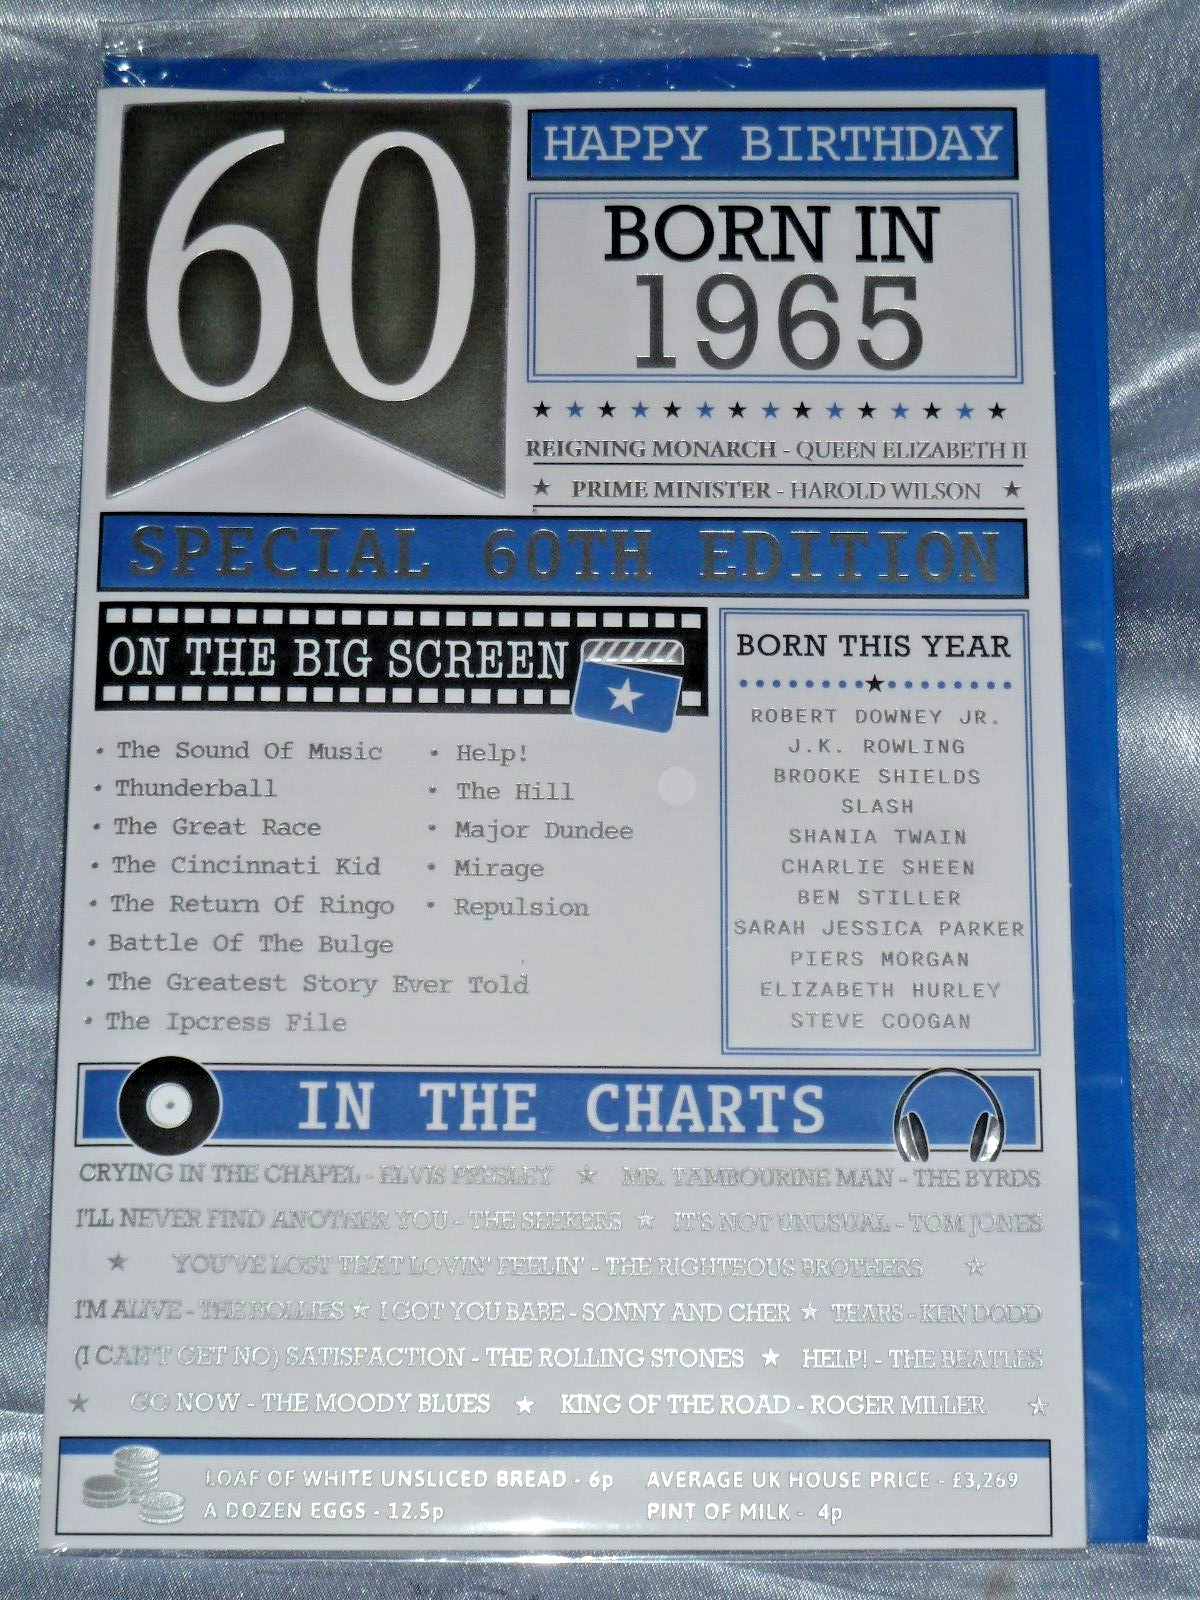 60
HAPPY BIRTHDAY
BORN IN
1965
REIGNING MONARCH - QUEEN ELIZABETH II
PRIME MINISTER - HAROLD WILSON
SPECIAL 60TH EDITION
ON THE BIG SCREEN
• The Sound Of Music
• Thunderball
• The Great Race
• The Cincinnati Kid
• The Return Of Ringo
• Battle Of The Bulge
• The Greatest Story Ever Told
• The Ipcress File
• Help!
• The Hill
• Major Dundee
• Mirage
• Repulsion
BORN THIS YEAR
ROBERT DOWNEY JR.
J.K. ROWLING
BROOKE SHIELDS
SLASH
SHANIA TWAIN
CHARLIE SHEEN
BEN STILLER
SARAH JESSICA PARKER
PIERS MORGAN
ELIZABETH HURLEY
STEVE COOGAN
IN THE CHARTS
CRYING IN THE CHAPEL - ELVIS PRESLEY ★ MR. TAMBOURINE MAN - THE BYRDS
I'LL NEVER FIND ANOTHER YOU - THE SEEKERS ★ IT'S NOT UNUSUAL - TOM JONES
★ YOU'VE LOST THAT LOVIN' FEELIN' - THE RIGHTEOUS BROTHERS ★
I'M ALIVE - THE HOLLIES ★ I GOT YOU BABE - SONNY AND CHER ★ TEARS - KEN DODD
(I CAN'T GET NO) SATISFACTION - THE ROLLING STONES ★ HELP! - THE BEATLES
★ GO NOW - THE MOODY BLUES ★ KING OF THE ROAD - ROGER MILLER ★
LOAF OF WHITE UNSLICED BREAD - 6p AVERAGE UK HOUSE PRICE - £3,269
A DOZEN EGGS - 12.5p PINT OF MILK - 4p